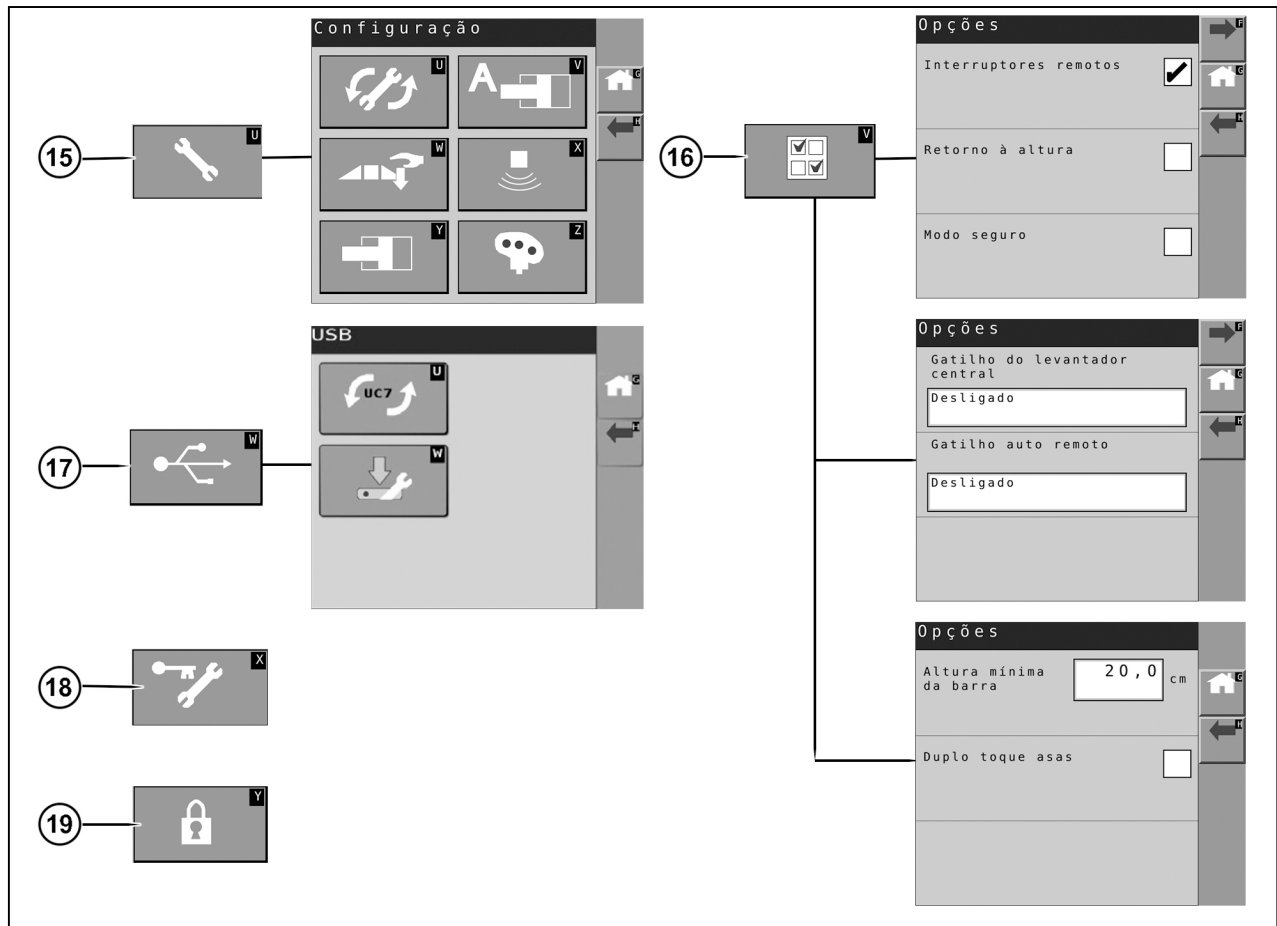 Configuração
U
V
A
G
H
W
X
Y
Z
15
U
USB
U
UC7
G
W
17
W
18
X
19
Y
16
V
Opções
F
Interruptores remotos
G
H
Retorno à altura
Modo seguro
Opções
F
Gatilho do levantador
central
G
Desligado
H
Gatilho auto remoto
Desligado
Opções
Altura mínima
da barra
20,0
cm
G
H
Duplo toque asas